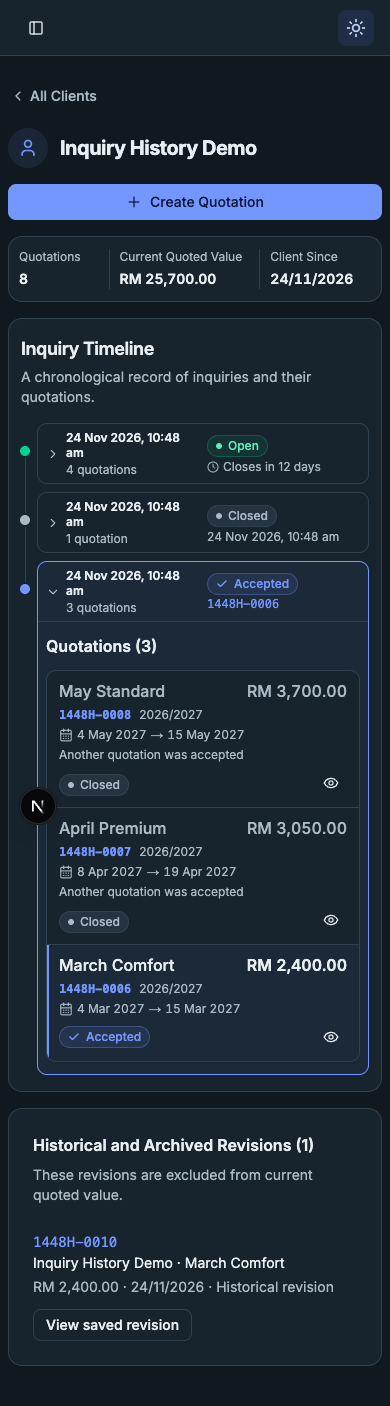 All Clients
Inquiry History Demo
Create Quotation
Quotations
8
Current Quoted Value
RM 25,700.00
Client Since
24/11/2026
Inquiry Timeline
A chronological record of inquiries and their
quotations.
24 Nov 2026, 10:48
am
4 quotations
Open
Closes in 12 days
24 Nov 2026, 10:48
am
1 quotation
Closed
24 Nov 2026, 10:48 am
24 Nov 2026, 10:48
am
3 quotations
Accepted
1448H-0006
Quotations (3)
May Standard RM 3,700.00
1448H-0008 2026/2027
4 May 2027 → 15 May 2027
Another quotation was accepted
Closed
N
April Premium RM 3,050.00
1448H-0007 2026/2027
8 Apr 2027 → 19 Apr 2027
Another quotation was accepted
Closed
March Comfort RM 2,400.00
1448H-0006 2026/2027
4 Mar 2027 → 15 Mar 2027
Accepted
Historical and Archived Revisions (1)
These revisions are excluded from current
quoted value.
1448H-0010
Inquiry History Demo · March Comfort
RM 2,400.00 · 24/11/2026 · Historical revision
View saved revision